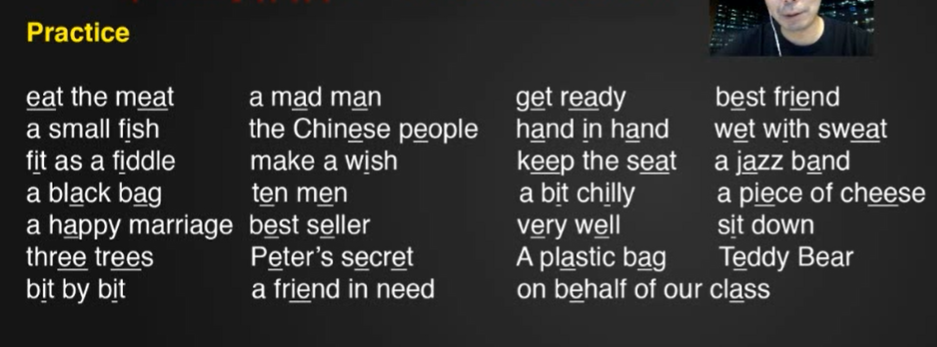 Practice
eat the meat
a small fish
fit as a fiddle
a black bag
a happy marriage
three trees
bit by bit
a mad man
the Chinese people
make a wish
ten men
best seller
Peter's secret
a friend in need
get ready
hand in hand
keep the seat
a bit chilly
very well
A plastic bag
on behalf of our class
best friend
wet with sweat
a jazz band
a piece of cheese
sit down
Teddy Bear